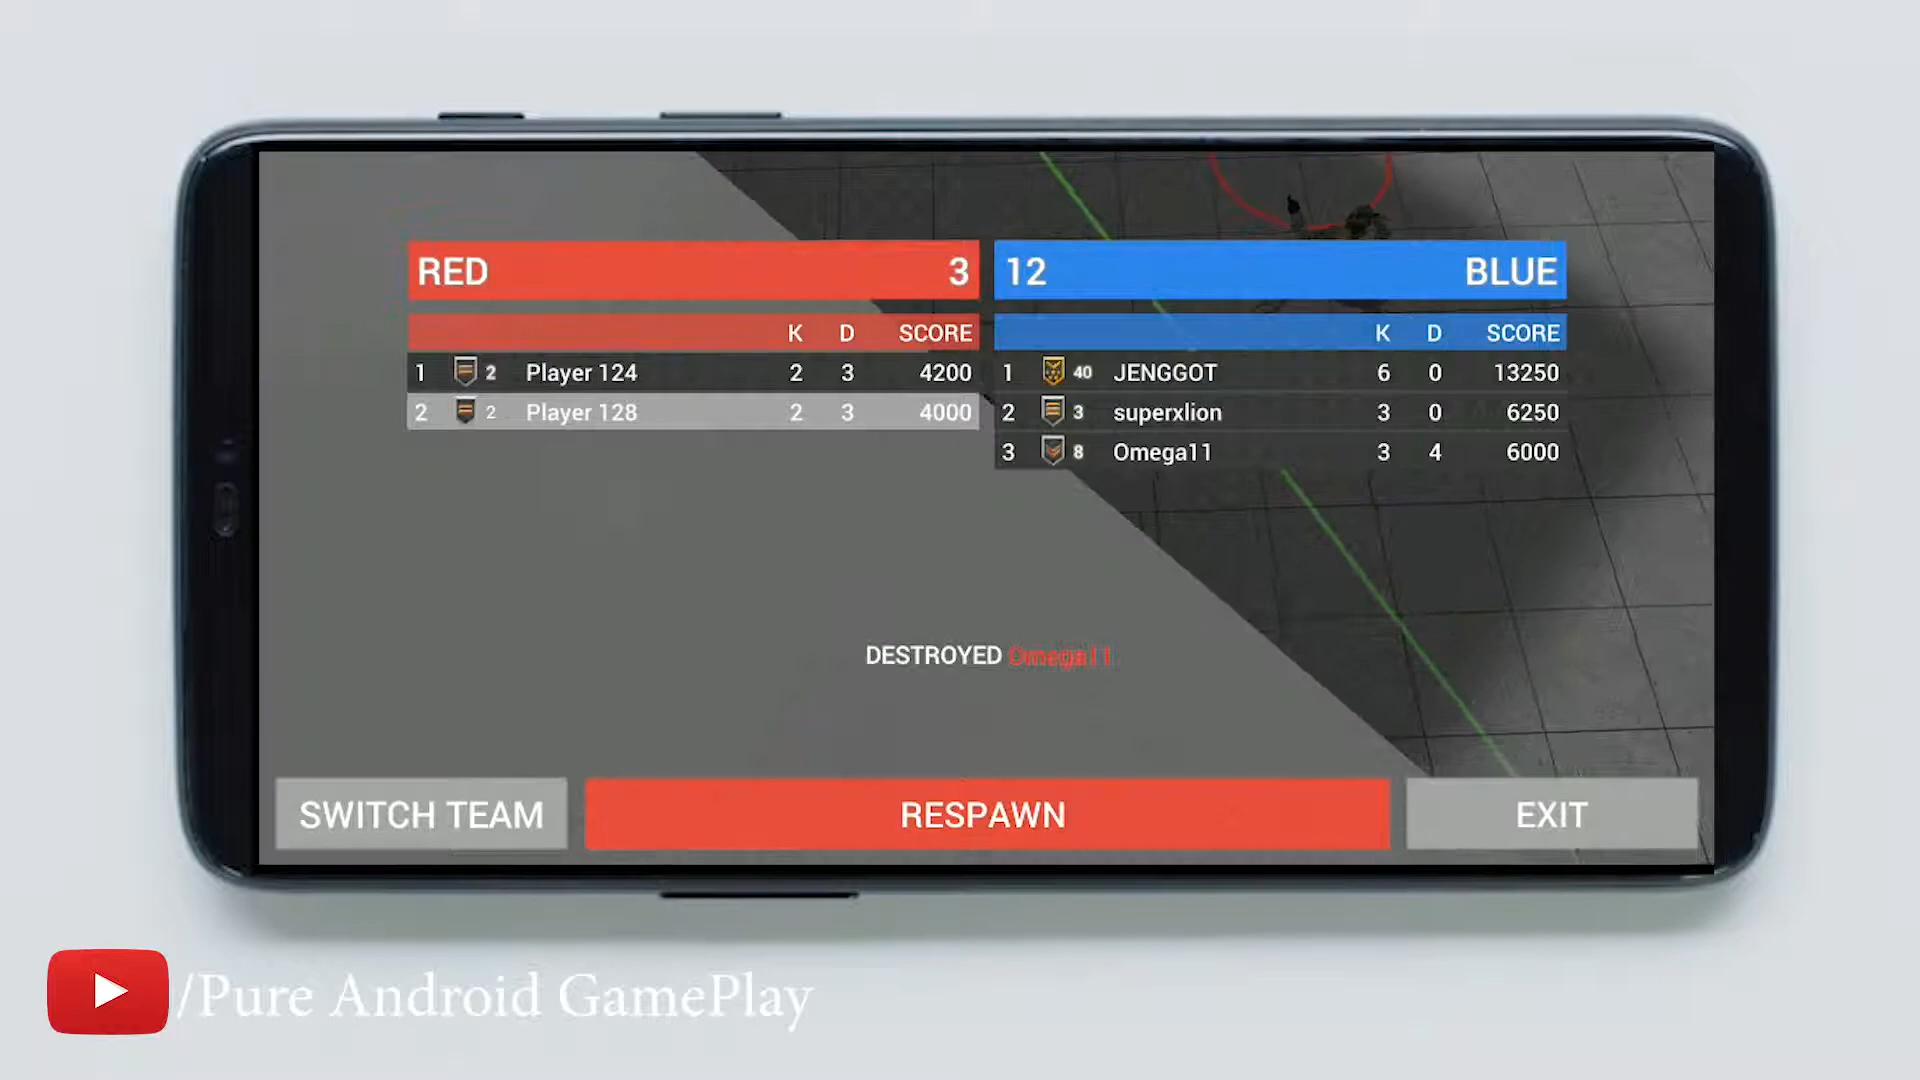 RED 3
12 BLUE
K D SCORE
1 2 Player 124 2 3 4200
2 2 Player 128 2 3 4000
K D SCORE
1 40 JENGGOT 6 0 13250
2 3 superxlion 3 0 6250
3 8 Omega11 3 4 6000
DESTROYED Omega11
SWITCH TEAM
RESPAWN
EXIT
/Pure Android GamePlay